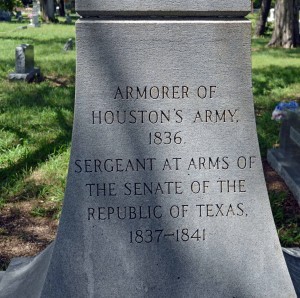 ARMORER OF
HOUSTON'S ARMY,
1836.
SERGEANT AT ARMS OF
THE SENATE OF THE
REPUBLIC OF TEXAS,
1837–1841